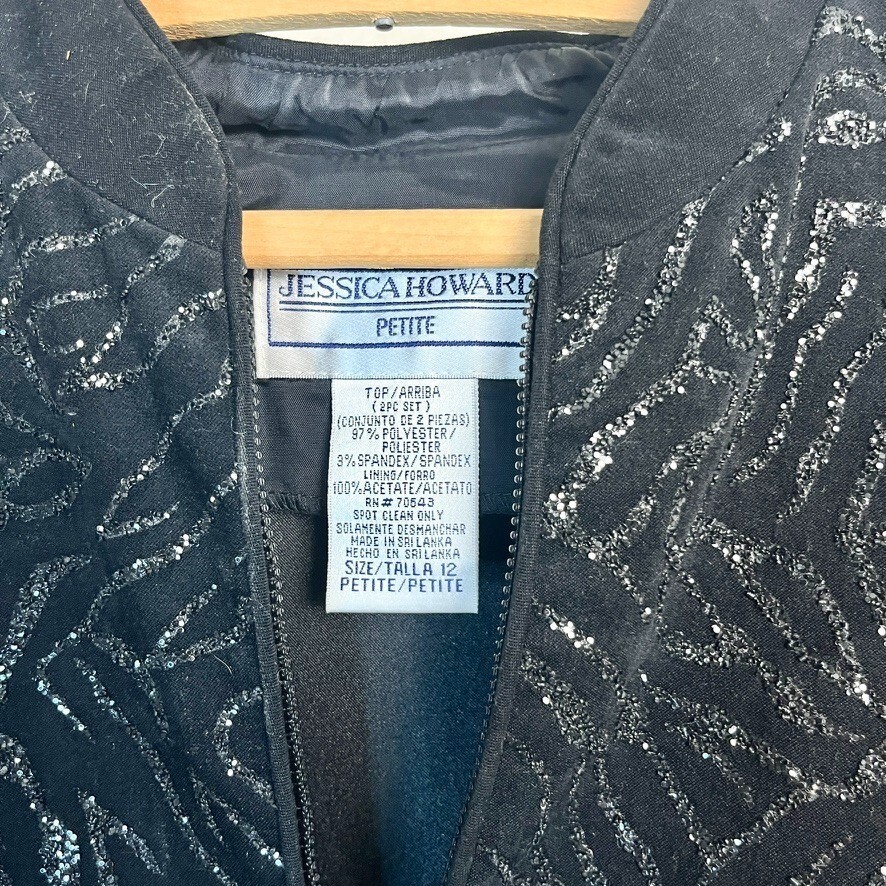 JESSICA HOWARD
PETITE
TOP/ARRIBA
(2PC SET)
(CONJUNTO DE 2 PIEZAS)
97% POLYESTER/
POLIESTER
3% SPANDEX/SPANDEX
LINING/FORRO
100% ACETATE/ACETATO
RN# 70543
SPOT CLEAN ONLY
SOLAMENTE DESMANCHAR
MADE IN SRI LANKA
HECHO EN SRI LANKA
SIZE/TALLA 12
PETITE/PETITE